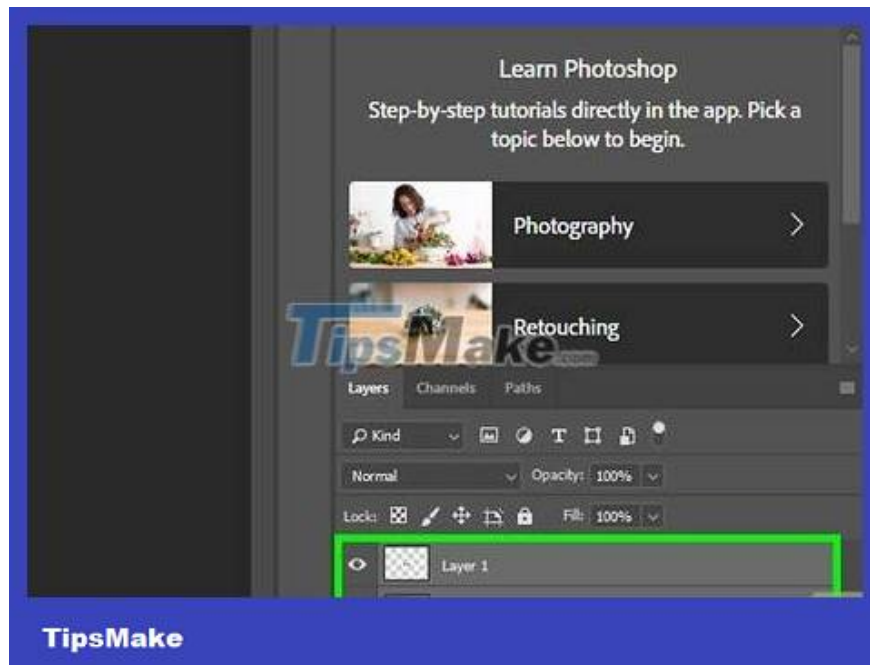 Learn Photoshop
Step-by-step tutorials directly in the app. Pick a
topic below to begin.
Photography
Retouching
TipsMake.com
Layers Channels Paths
Kind
Normal Opacity: 100%
Lock: Fill: 100%
Layer 1
TipsMake